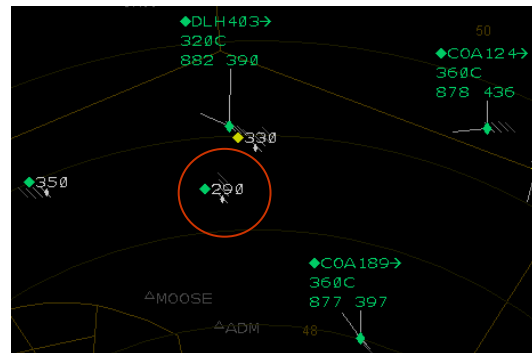 ◆DLH403→
320C
882 390
50
◆COA124→
360C
878 436
◆330
◆350
◆290
◆COA189→
360C
877 397
△MOOSE
△ADM
48